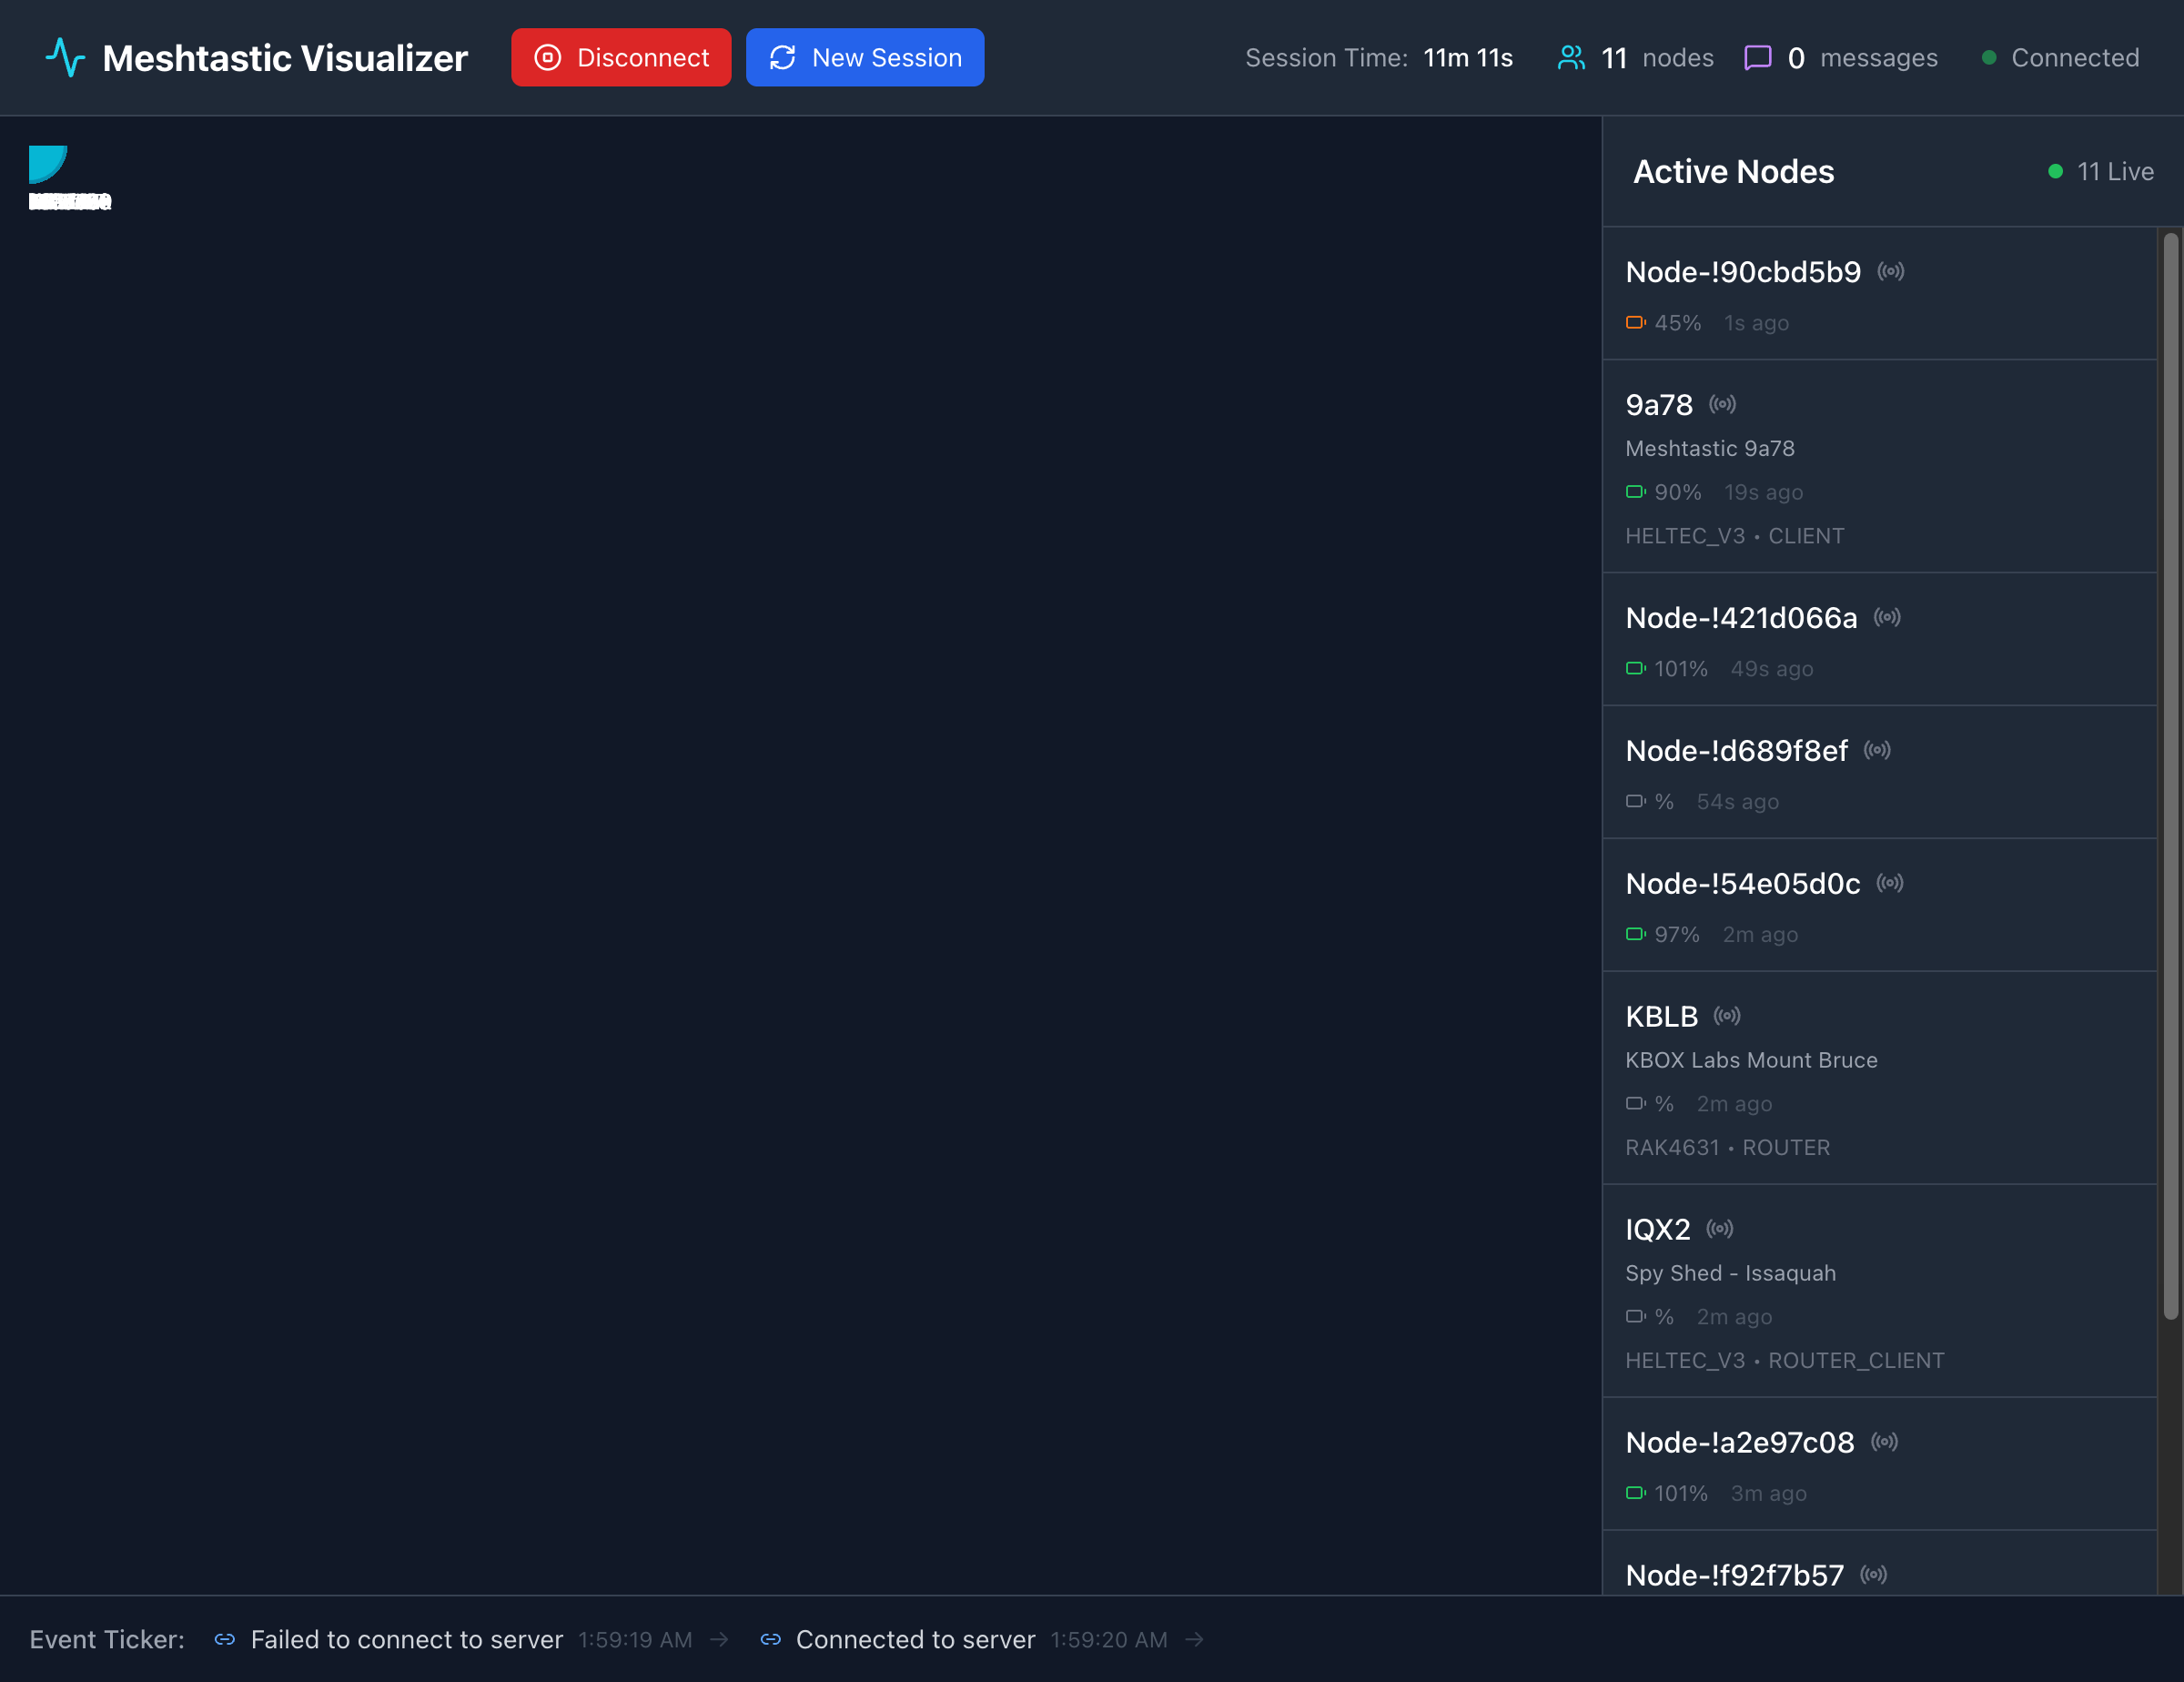 Meshtastic Visualizer
Disconnect
New Session
Session Time: 11m 11s
11 nodes
0 messages
Connected
Active Nodes
11 Live
Node-!90cbd5b9
45% 1s ago
9a78
Meshtastic 9a78
90% 19s ago
HELTEC_V3 • CLIENT
Node-!421d066a
101% 49s ago
Node-!d689f8ef
% 54s ago
Node-!54e05d0c
97% 2m ago
KBLB
KBOX Labs Mount Bruce
% 2m ago
RAK4631 • ROUTER
IQX2
Spy Shed - Issaquah
% 2m ago
HELTEC_V3 • ROUTER_CLIENT
Node-!a2e97c08
101% 3m ago
Node-!f92f7b57
Event Ticker: Failed to connect to server 1:59:19 AM → Connected to server 1:59:20 AM →